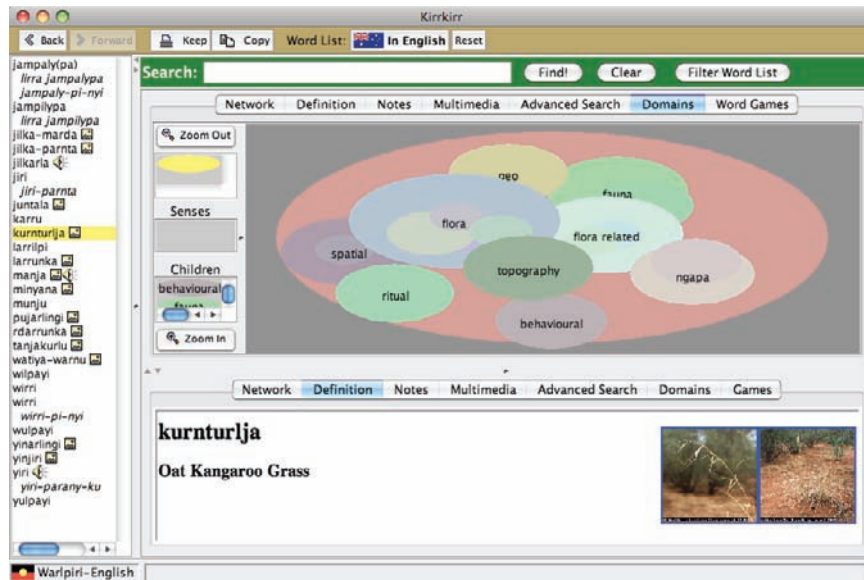 Kirrkirr
Back Forward Keep Copy Word List: In English Reset
jampaly(pa)
lirra jampalypa
jampaly-pi-nyi
jampilypa
lirra jampilypa
jilka-marda
jilka-parnta
jilkarla
jiri
jiri-parnta
juntala
karru
kurnturlja
larrilpi
larrunka
manja
minyana
munju
pujarlingi
rdarrunka
tanjakurlu
watiya-warnu
wilpayi
wirri
wirri
wirri-pi-nyi
wulpayi
yinarlingi
yinjiri
yiri
yiri-parany-ku
yulpayi
Search: Find! Clear Filter Word List
Network Definition Notes Multimedia Advanced Search Domains Word Games
Zoom Out
Senses
Children
behavioural
fauna
Zoom In
geo
fauna
flora
flora related
spatial
topography
ngapa
ritual
behavioural
Network Definition Notes Multimedia Advanced Search Domains Games
kurnturlja
Oat Kangaroo Grass
Warlpiri-English